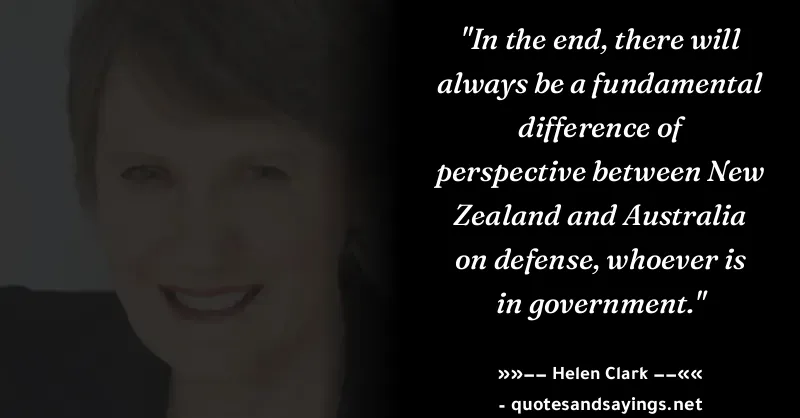 "In the end, there will
always be a fundamental
difference of
perspective between New
Zealand and Australia
on defense, whoever is
in government."
»»–– Helen Clark ––««
- quotesandsayings.net